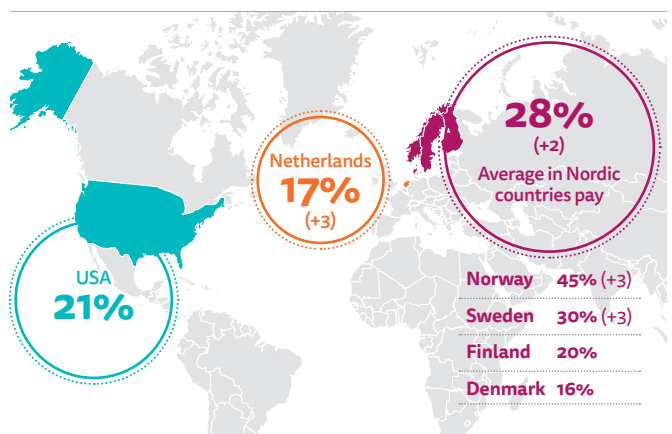 USA
21%
Netherlands
17%
(+3)
28%
(+2)
Average in Nordic
countries pay
Norway 45% (+3)
Sweden 30% (+3)
Finland 20%
Denmark 16%